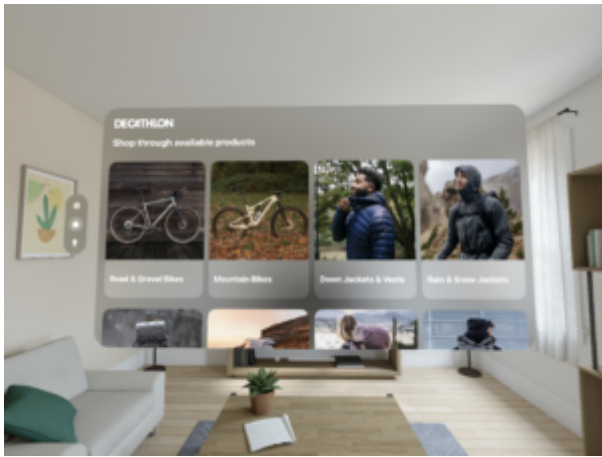 DECATHLON
Shop through available products
Road & Gravel Bikes
Mountain Bikes
Down Jackets & Vests
Rain & Snow Jackets